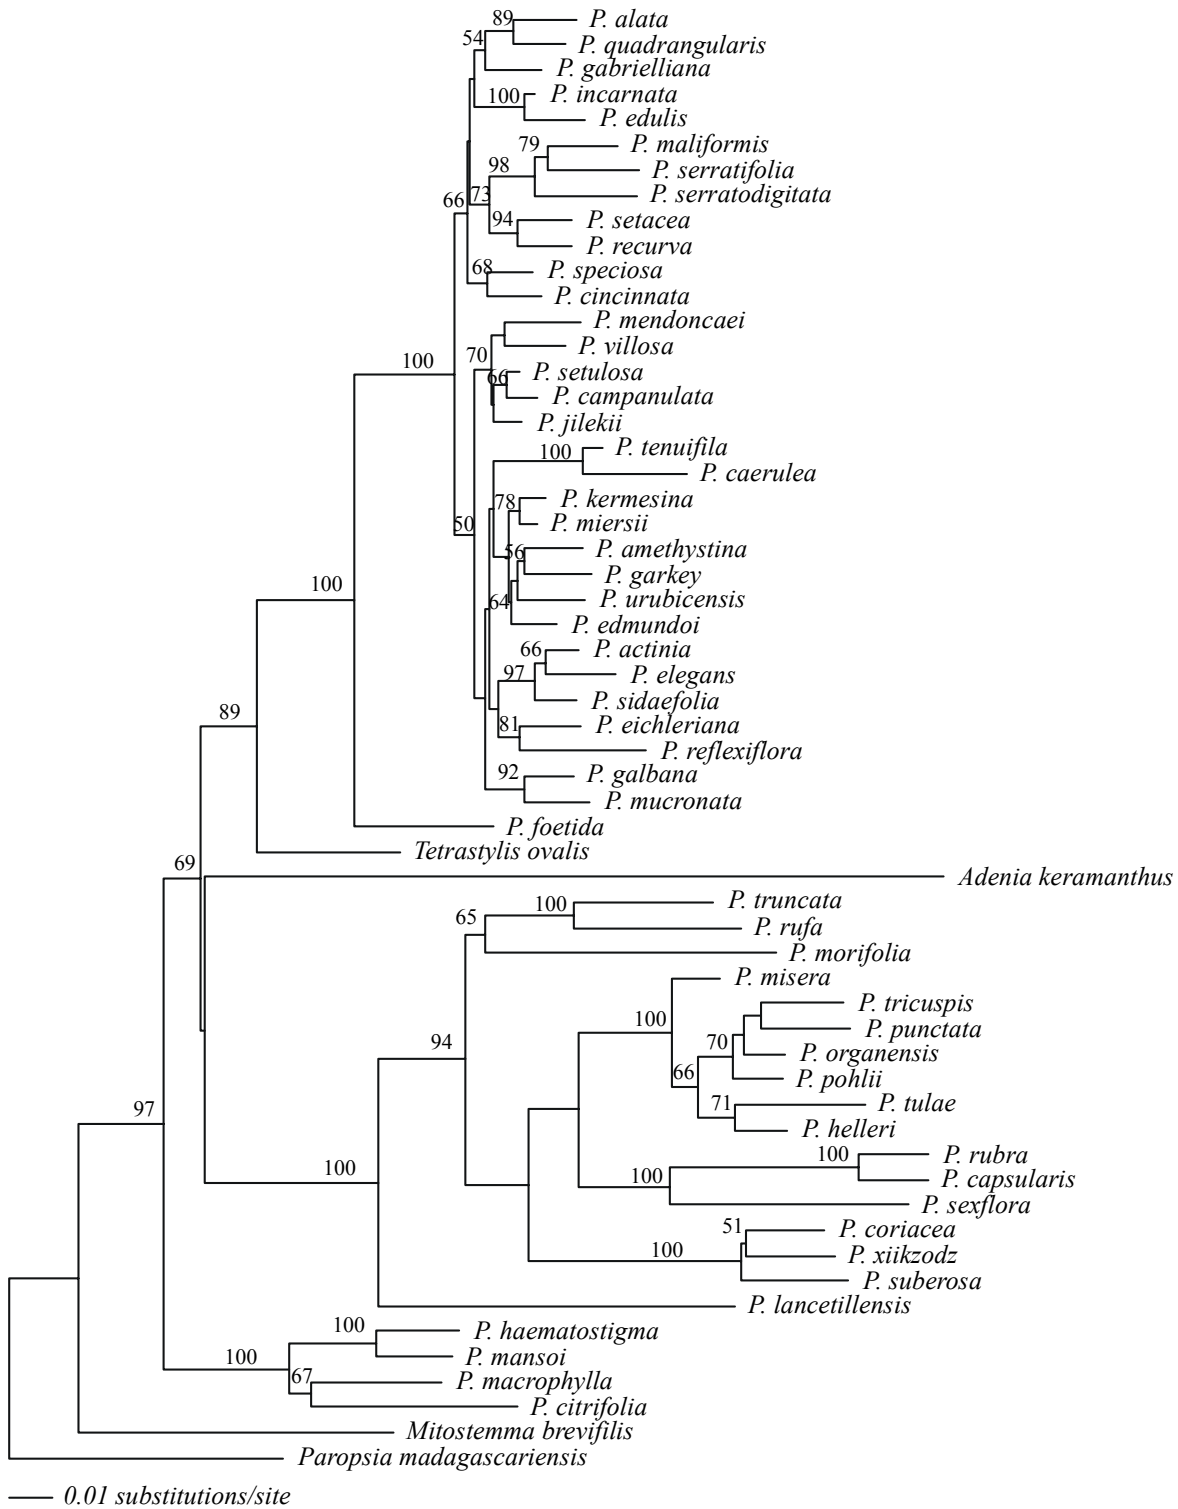 89 P. alata
54 P. quadrangularis
P. gabrielliana
100 P. incarnata
P. edulis
79 P. maliformis
98 P. serratifolia
73 P. serratodigitata
66 94 P. setacea
P. recurva
68 P. speciosa
P. cincinnata
P. mendoncaei
70 P. villosa
100 66 P. setulosa
P. campanulata
P. jilekii
100 P. tenuifila
P. caerulea
78 P. kermesina
50 P. miersii
56 P. amethystina
P. garkey
64 P. urubicensis
100 P. edmundoi
66 P. actinia
97 P. elegans
P. sidaefolia
89 81 P. eichleriana
P. reflexiflora
92 P. galbana
P. mucronata
P. foetida
Tetrastylis ovalis
69 Adenia keramanthus
100 P. truncata
65 P. rufa
P. morifolia
P. misera
P. tricuspis
100 P. punctata
94 70 P. organensis
66 P. pohlii
97 71 P. tulae
P. helleri
100 P. rubra
100 100 P. capsularis
P. sexflora
51 P. coriacea
100 P. xiikzodz
P. suberosa
P. lancetillensis
100 P. haematostigma
100 P. mansoi
67 P. macrophylla
P. citrifolia
Mitostemma brevifilis
Paropsia madagascariensis
0.01 substitutions/site